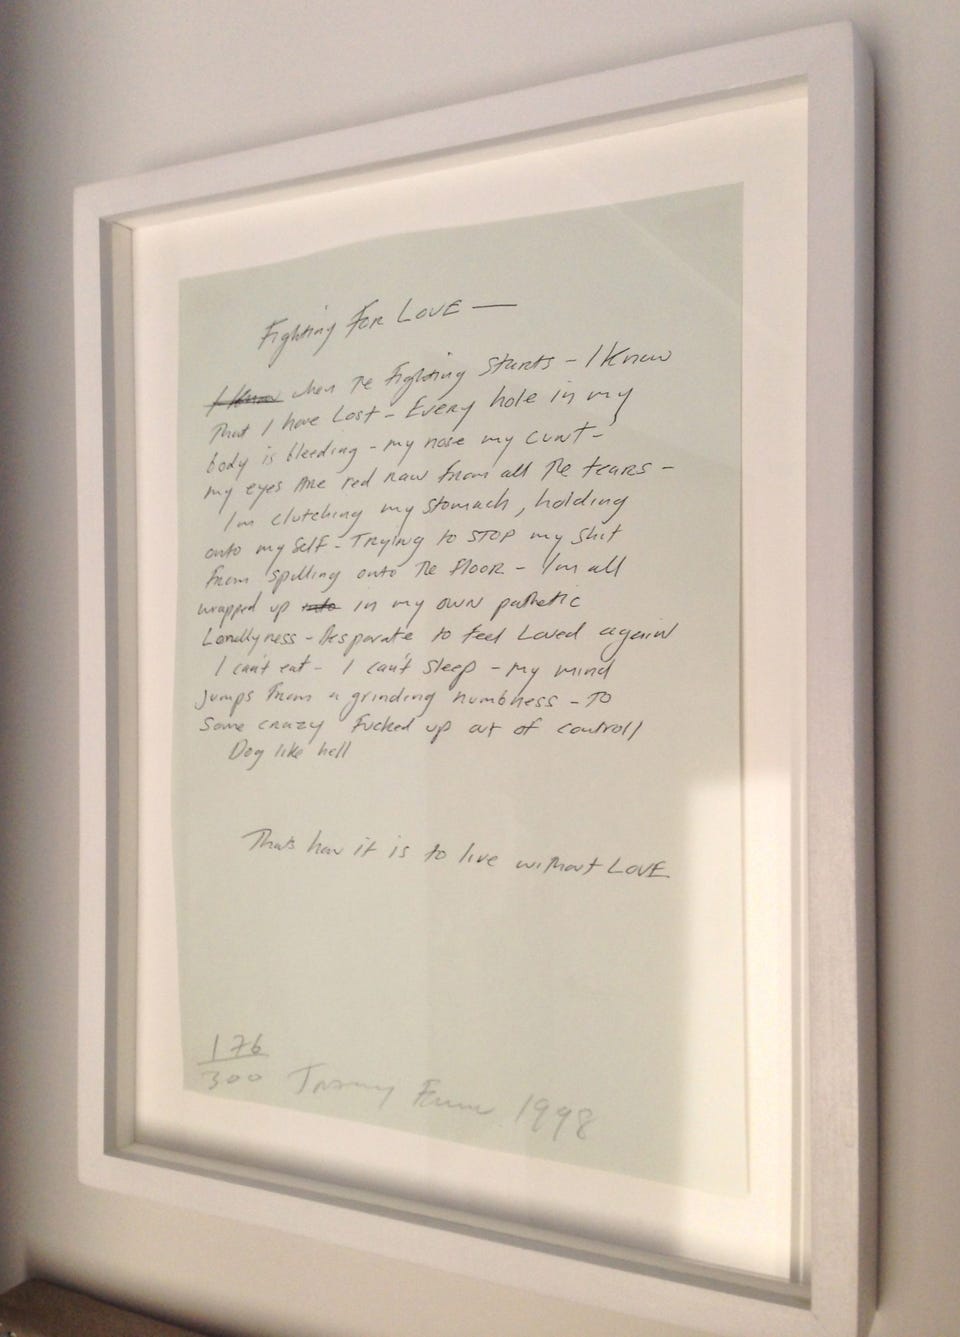 Fighting FOR LOVE —
I Know when The Fighting Starts - I Know
That I have Lost - Every hole in my
body is bleeding - my nose my cunt -
my eyes Are red raw from all The tears -
I'm clutching my stomach, holding
onto my self - Trying to STOP my shit
From spilling onto The Floor - I'm all
wrapped up into in my own pathetic
Lonellyness - Desparate to feel Loved again
I can't eat - I can't sleep - my mind
Jumps From a grinding numbness - TO
Some crazy Fucked up out of controll
Dog like hell
Thats how it is to live without LOVE
176
300 Tracey Emin 1998